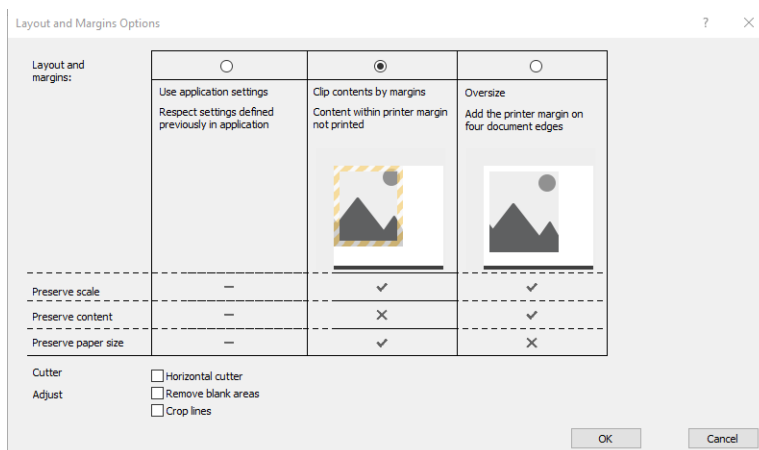 Layout and Margins Options
?
Layout and
margins:
Use application settings
Respect settings defined
previously in application
Clip contents by margins
Content within printer margin
not printed
Oversize
Add the printer margin on
four document edges
Preserve scale
Preserve content
Preserve paper size
Cutter
Horizontal cutter
Adjust
Remove blank areas
Crop lines
OK
Cancel